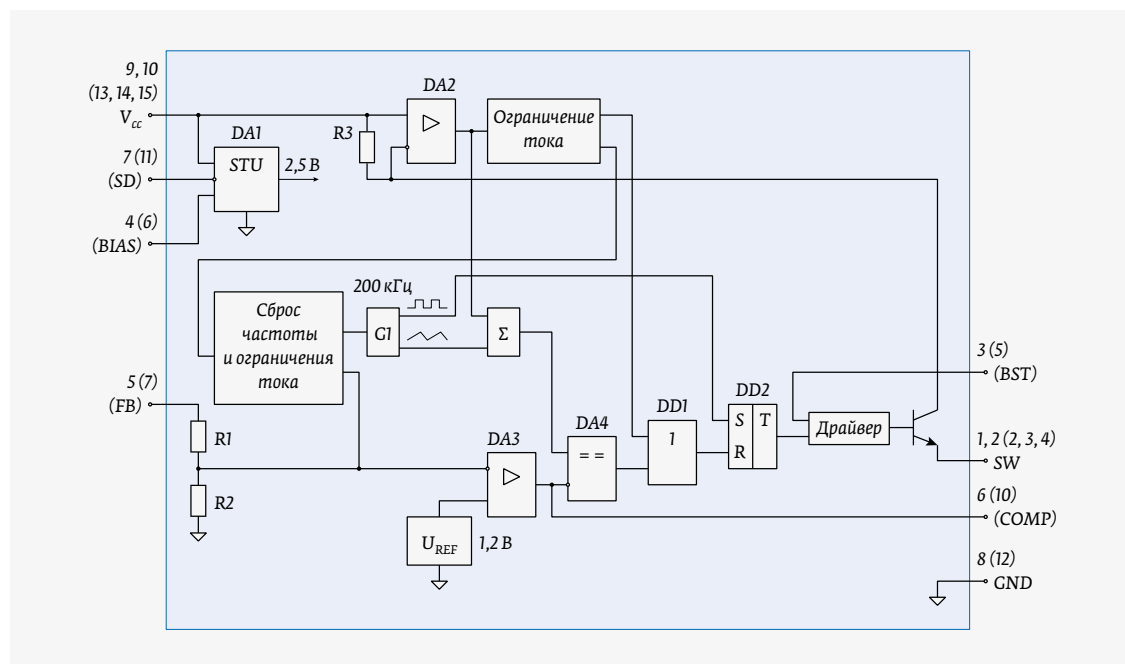 9, 10
(13, 14, 15)
Vcc
DA1
STU
2,5 В
7 (11)
(SD)
4 (6)
(BIAS)
R3
DA2
Ограничение
тока
200 кГц
Сброс
частоты
и ограничения
тока
G1
Σ
5 (7)
(FB)
R1
R2
DA3
UREF
1,2 В
DA4
= =
DD1
1
DD2
S
T
R
Драйвер
3 (5)
(BST)
1, 2 (2, 3, 4)
SW
6 (10)
(COMP)
8 (12)
GND